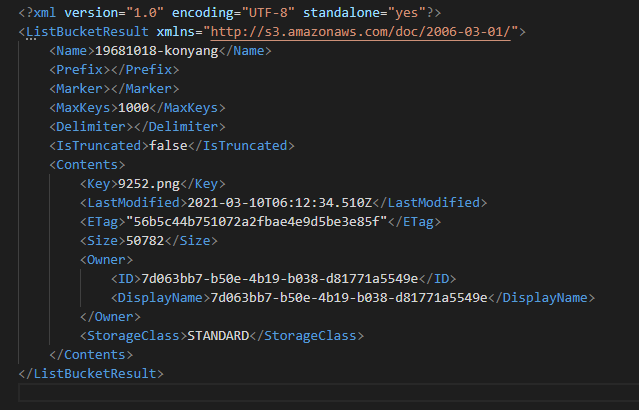 <?xml version="1.0" encoding="UTF-8" standalone="yes"?>
<ListBucketResult xmlns="http://s3.amazonaws.com/doc/2006-03-01/">
<Name>19681018-konyang</Name>
<Prefix></Prefix>
<Marker></Marker>
<MaxKeys>1000</MaxKeys>
<Delimiter></Delimiter>
<IsTruncated>false</IsTruncated>
<Contents>
<Key>9252.png</Key>
<LastModified>2021-03-10T06:12:34.510Z</LastModified>
<ETag>"56b5c44b751072a2fbae4e9d5be3e85f"</ETag>
<Size>50782</Size>
<Owner>
<ID>7d063bb7-b50e-4b19-b038-d81771a5549e</ID>
<DisplayName>7d063bb7-b50e-4b19-b038-d81771a5549e</DisplayName>
</Owner>
<StorageClass>STANDARD</StorageClass>
</Contents>
</ListBucketResult>